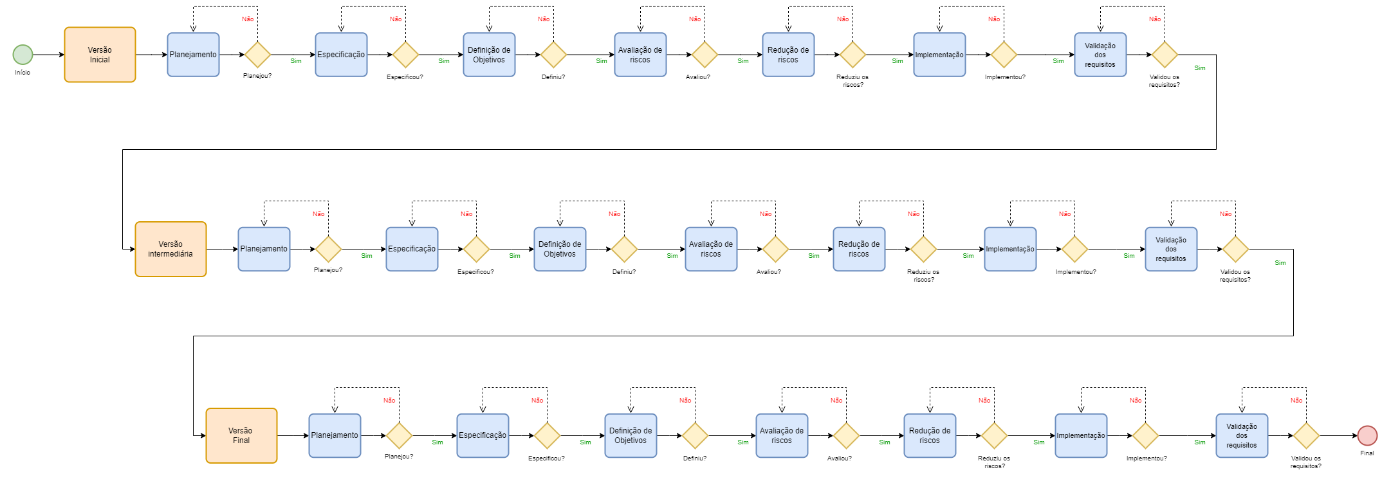 Não
Não
Não
Não
Não
Não
Não
Início
Versão
Inicial
Planejamento
Planejou?
Sim
Especificação
Especificou?
Sim
Definição de
Objetivos
Definiu?
Sim
Avaliação de
riscos
Avaliou?
Sim
Redução de
riscos
Reduziu os
riscos?
Sim
Implementação
Implementou?
Sim
Validação
dos
requisitos
Validou os
requisitos?
Sim
Não
Não
Não
Não
Não
Não
Não
Versão
intermediária
Planejamento
Planejou?
Sim
Especificação
Especificou?
Sim
Definição de
Objetivos
Definiu?
Sim
Avaliação de
riscos
Avaliou?
Sim
Redução de
riscos
Reduziu os
riscos?
Sim
Implementação
Implementou?
Sim
Validação
dos
requisitos
Validou os
requisitos?
Sim
Não
Não
Não
Não
Não
Não
Não
Versão
Final
Planejamento
Planejou?
Sim
Especificação
Especificou?
Sim
Definição de
Objetivos
Definiu?
Sim
Avaliação de
riscos
Avaliou?
Sim
Redução de
riscos
Reduziu os
riscos?
Sim
Implementação
Implementou?
Sim
Validação
dos
requisitos
Validou os
requisitos?
Final